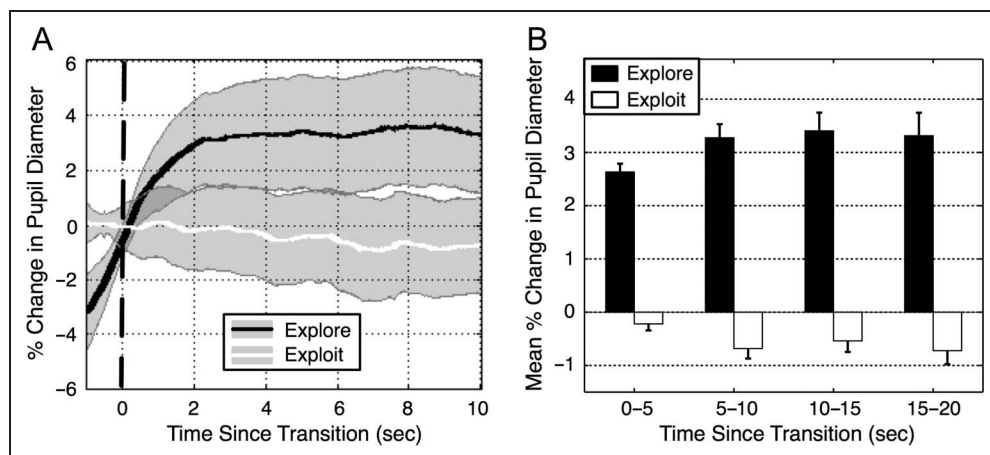 A
% Change in Pupil Diameter
6
4
2
0
−2
−4
−6
Explore
Exploit
0 2 4 6 8 10
Time Since Transition (sec)
B
Mean % Change in Pupil Diameter
Explore
Exploit
4
3
2
1
0
−1
0–5 5–10 10–15 15–20
Time Since Transition (sec)